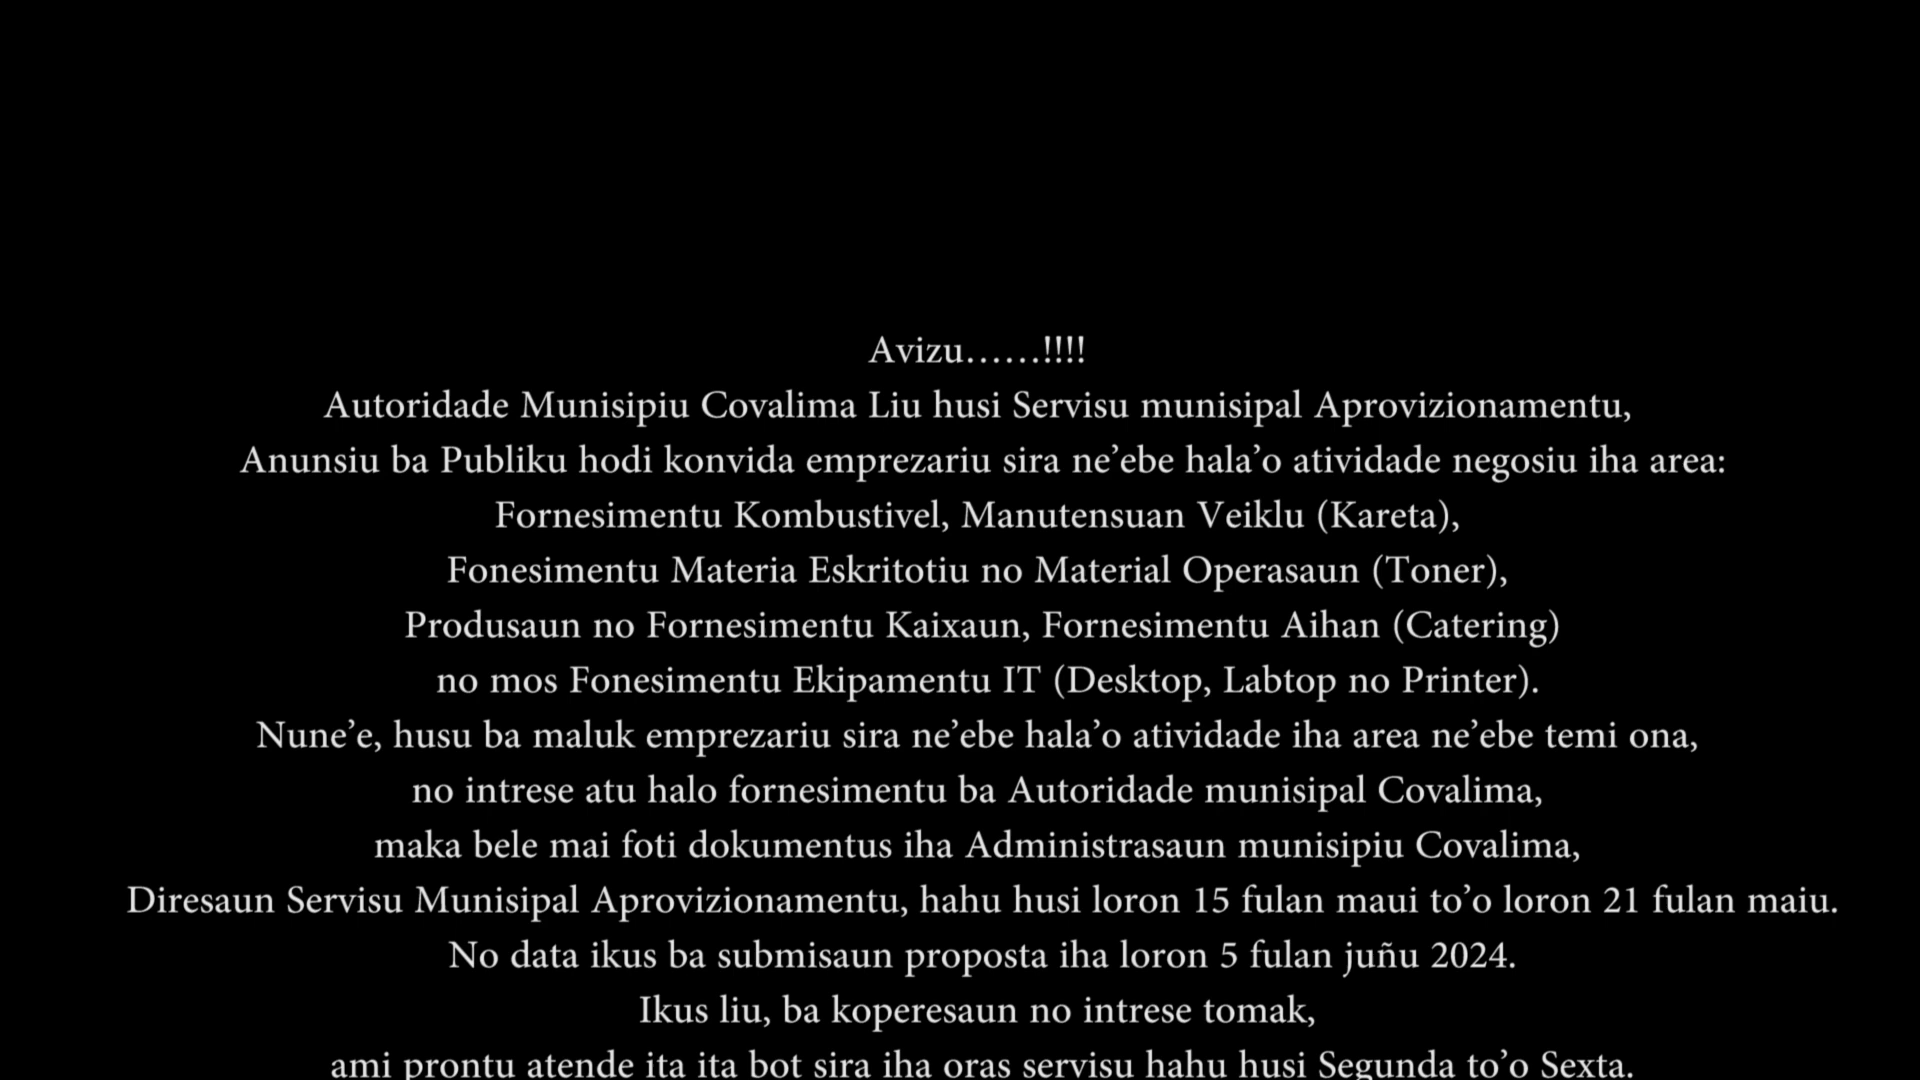 Avizu……!!!!
Autoridade Munisipiu Covalima Liu husi Servisu munisipal Aprovizionamentu,
Anunsiu ba Publiku hodi konvida emprezariu sira ne’ebe hala’o atividade negosiu iha area:
Fornesimentu Kombustivel, Manutensuan Veiklu (Kareta),
Fonesimentu Materia Eskritotiu no Material Operasaun (Toner),
Produsaun no Fornesimentu Kaixaun, Fornesimentu Aihan (Catering)
no mos Fonesimentu Ekipamentu IT (Desktop, Labtop no Printer).
Nune’e, husu ba maluk emprezariu sira ne’ebe hala’o atividade iha area ne’ebe temi ona,
no intrese atu halo fornesimentu ba Autoridade munisipal Covalima,
maka bele mai foti dokumentus iha Administrasaun munisipiu Covalima,
Diresaun Servisu Munisipal Aprovizionamentu, hahu husi loron 15 fulan maui to’o loron 21 fulan maiu.
No data ikus ba submisaun proposta iha loron 5 fulan juñu 2024.
Ikus liu, ba koperesaun no intrese tomak,
ami prontu atende ita ita bot sira iha oras servisu hahu husi Segunda to’o Sexta.